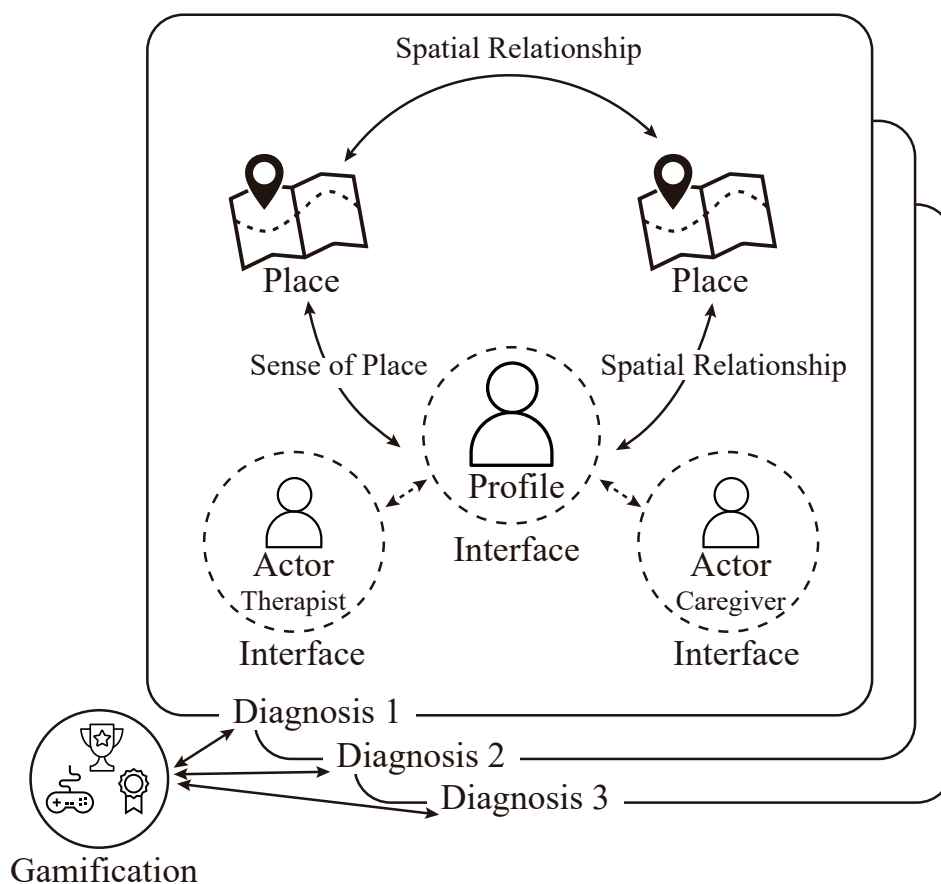 Spatial Relationship
Place
Place
Sense of Place
Spatial Relationship
Profile
Interface
Actor
Therapist
Interface
Actor
Caregiver
Interface
Diagnosis 1
Diagnosis 2
Diagnosis 3
Gamification